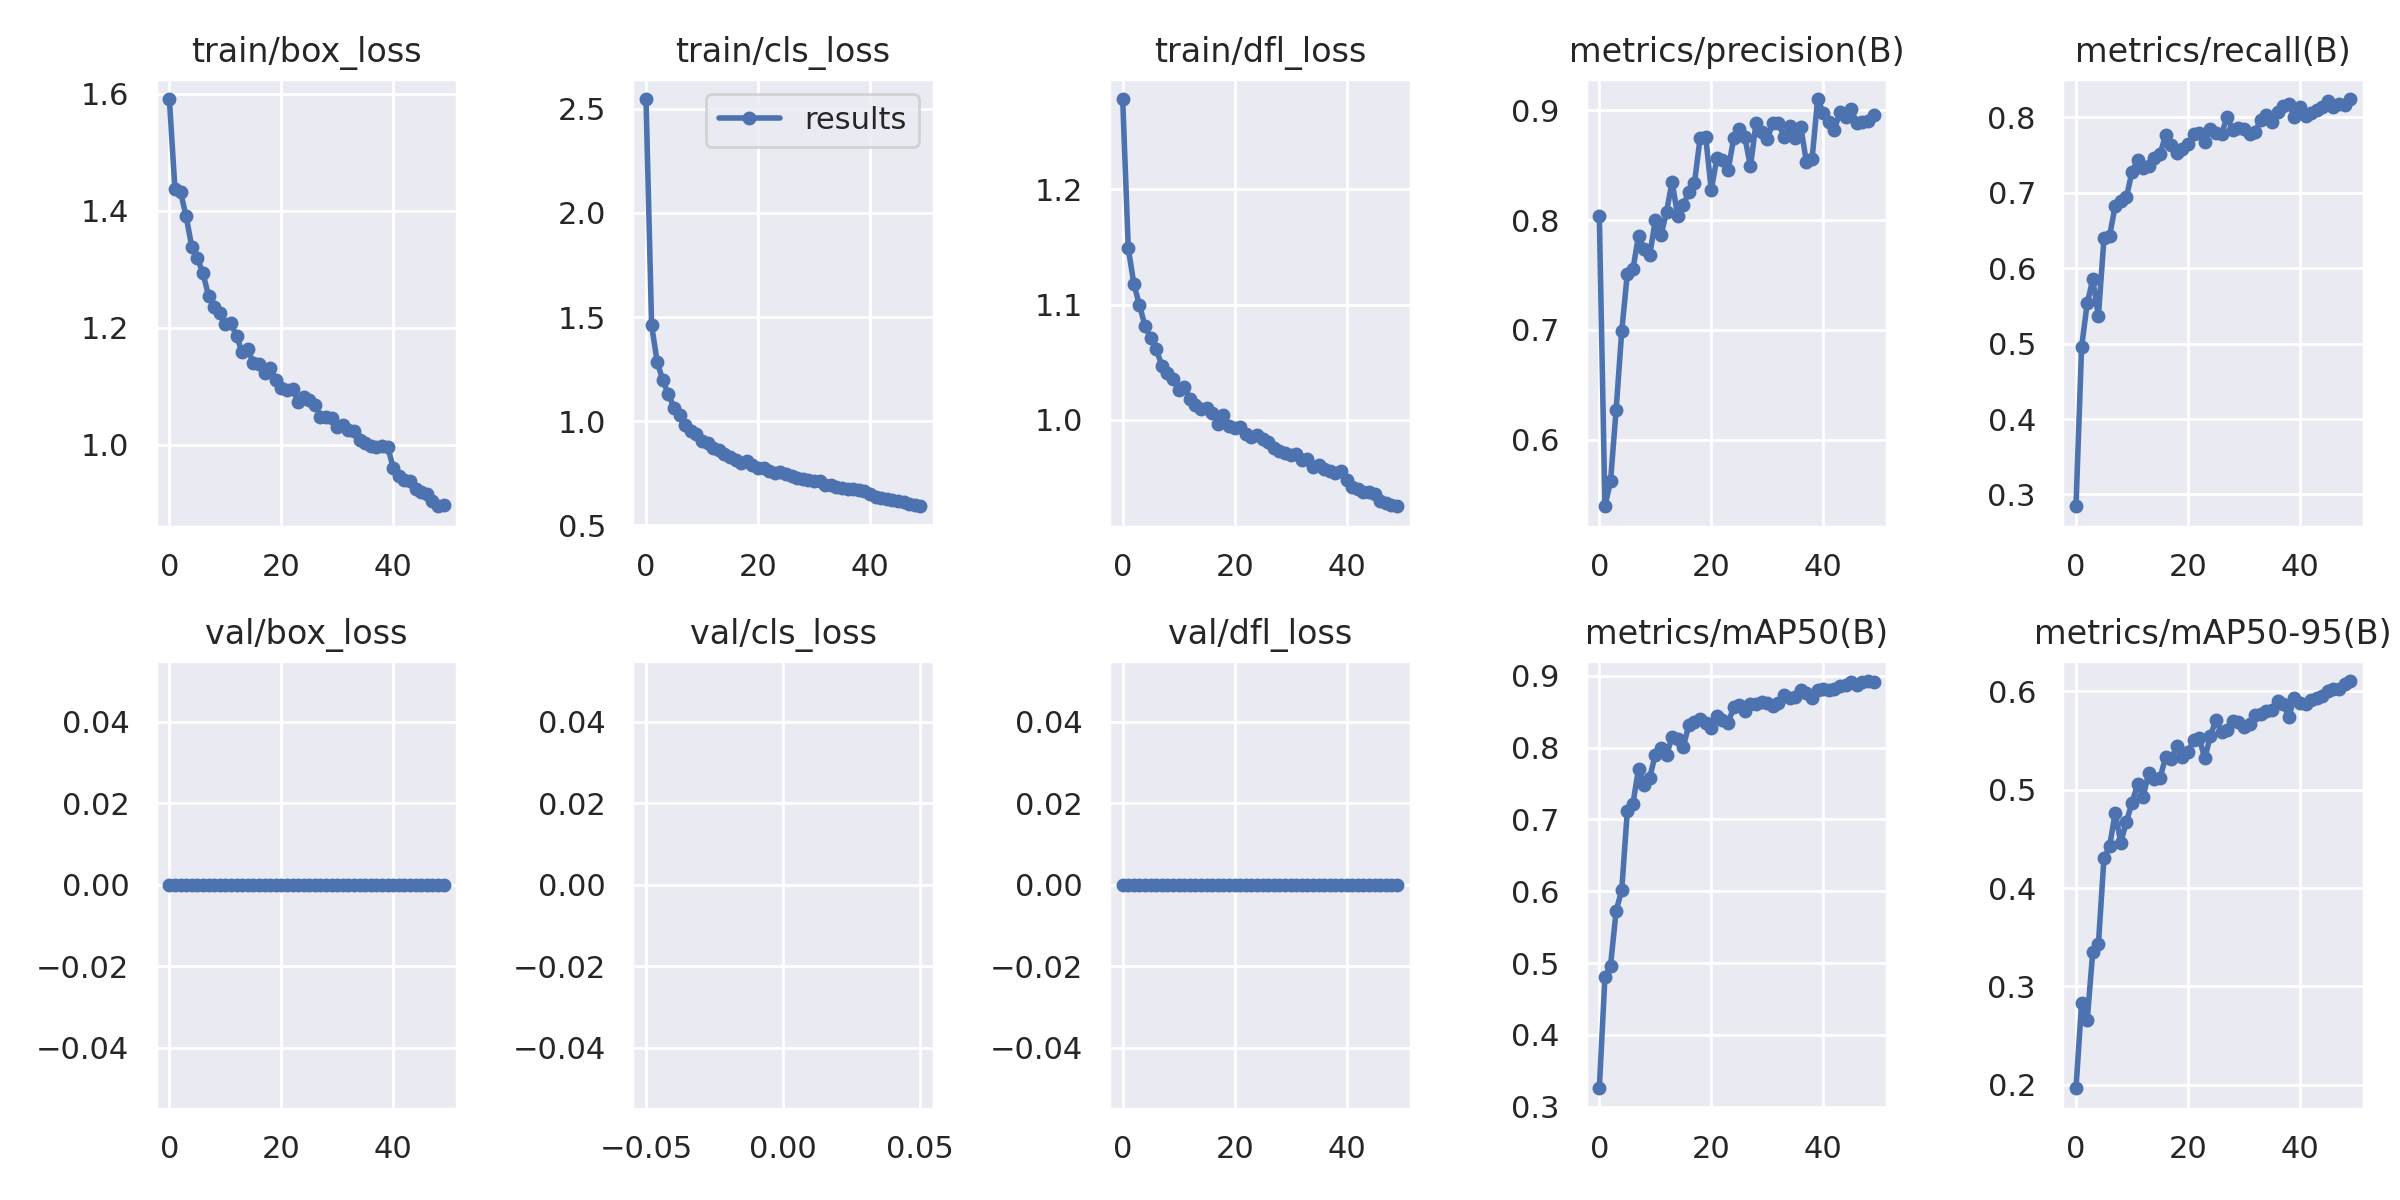 train/box_loss
1.6
1.4
1.2
1.0
0 20 40
train/cls_loss
results
2.5
2.0
1.5
1.0
0.5
0 20 40
train/dfl_loss
1.2
1.1
1.0
0 20 40
metrics/precision(B)
0.9
0.8
0.7
0.6
0 20 40
metrics/recall(B)
0.8
0.7
0.6
0.5
0.4
0.3
0 20 40
val/box_loss
0.04
0.02
0.00
−0.02
−0.04
0 20 40
val/cls_loss
0.04
0.02
0.00
−0.02
−0.04
−0.05 0.00 0.05
val/dfl_loss
0.04
0.02
0.00
−0.02
−0.04
0 20 40
metrics/mAP50(B)
0.9
0.8
0.7
0.6
0.5
0.4
0.3
0 20 40
metrics/mAP50-95(B)
0.6
0.5
0.4
0.3
0.2
0 20 40